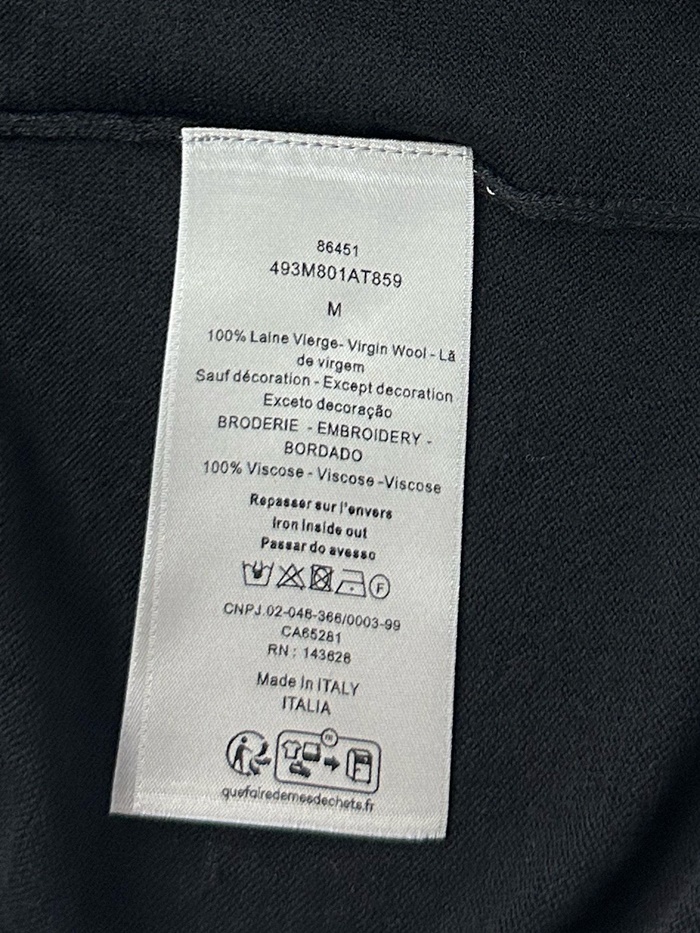 86451
493M801AT859
M
100% Laine Vierge- Virgin Wool - Lã
de virgem
Sauf décoration - Except decoration
Exceto decoração
BRODERIE - EMBROIDERY -
BORDADO
100% Viscose - Viscose -Viscose
Repasser sur l'envers
Iron Inside out
Passar do avesso
F
CNPJ.02-046-366/0003-99
CA65281
RN : 143628
Made In ITALY
ITALIA
FR
quefairedemesdechets.fr